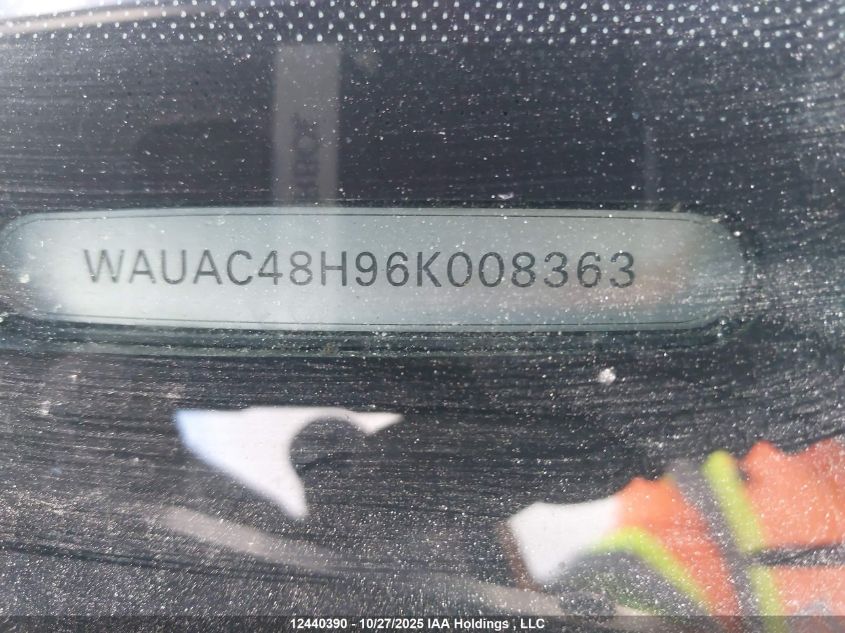 WAUAC48H96K008363
12440390 - 10/27/2025 IAA Holdings , LLC